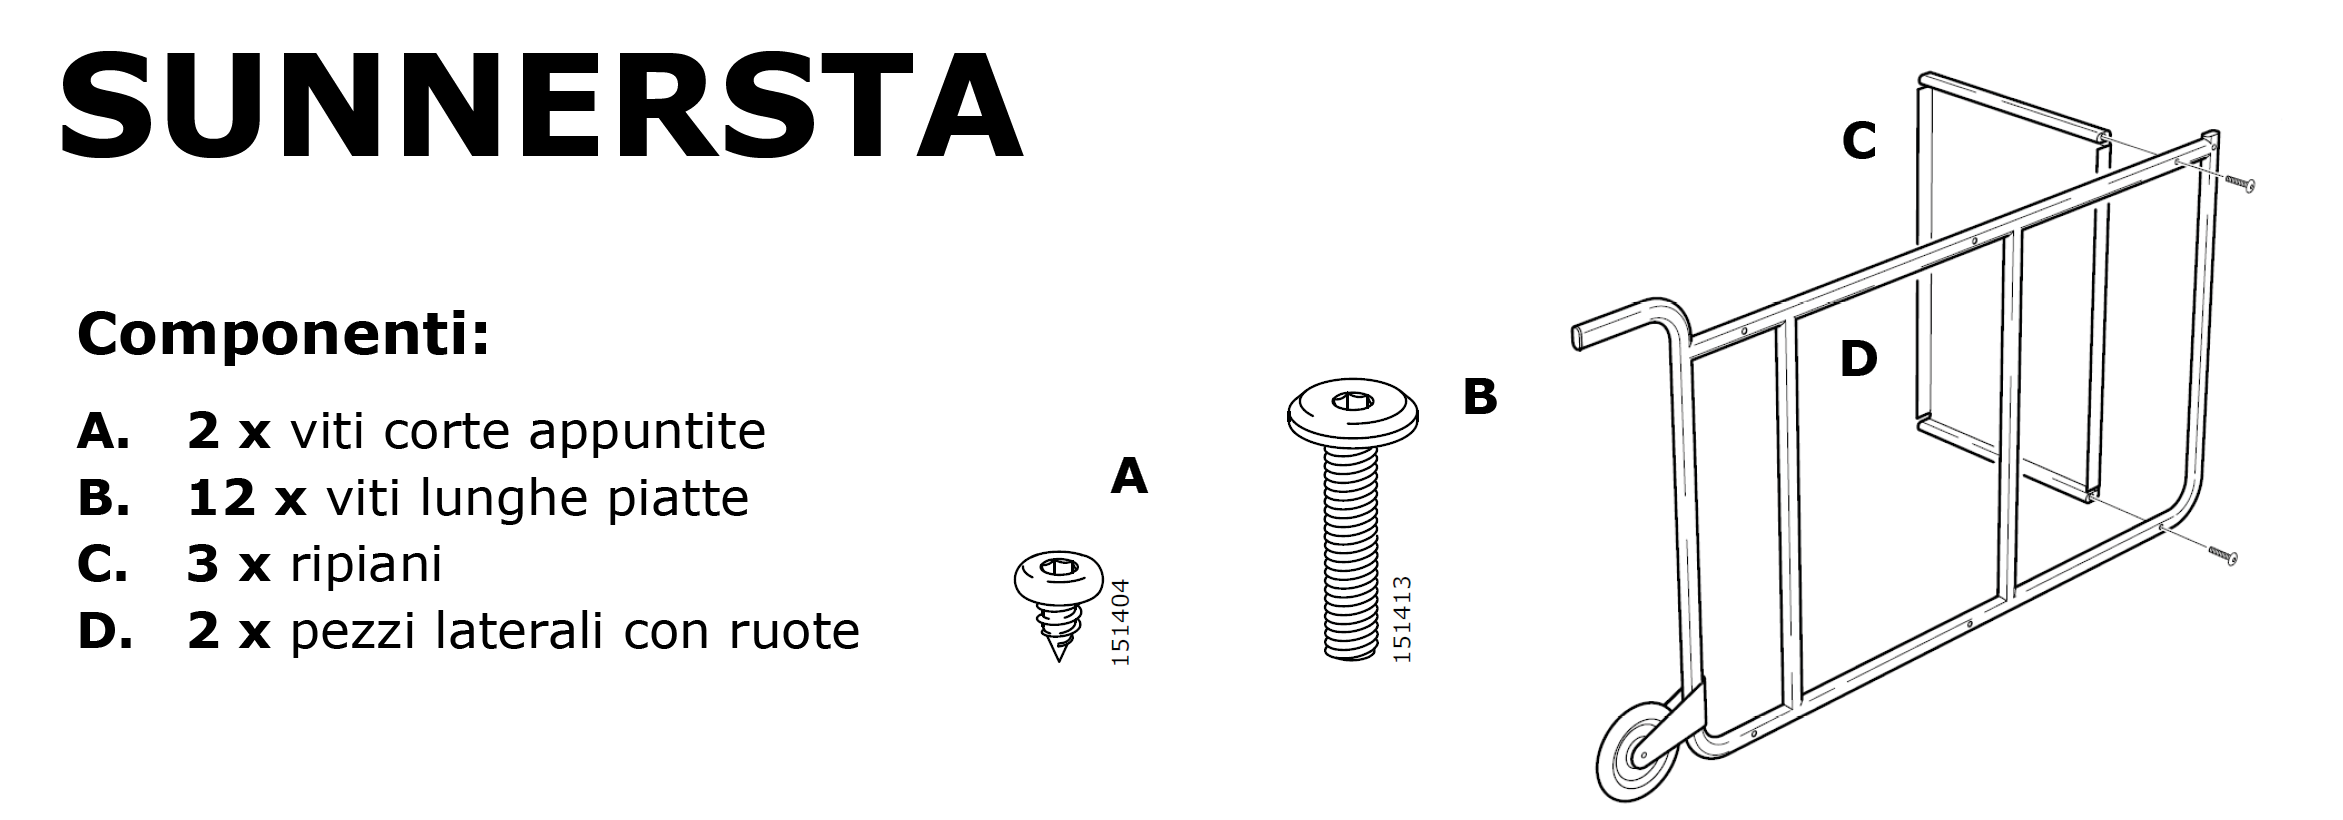 SUNNERSTA
Componenti:
A. 2 x viti corte appuntite
B. 12 x viti lunghe piatte
C. 3 x ripiani
D. 2 x pezzi laterali con ruote
A
151404
B
151413
C
D